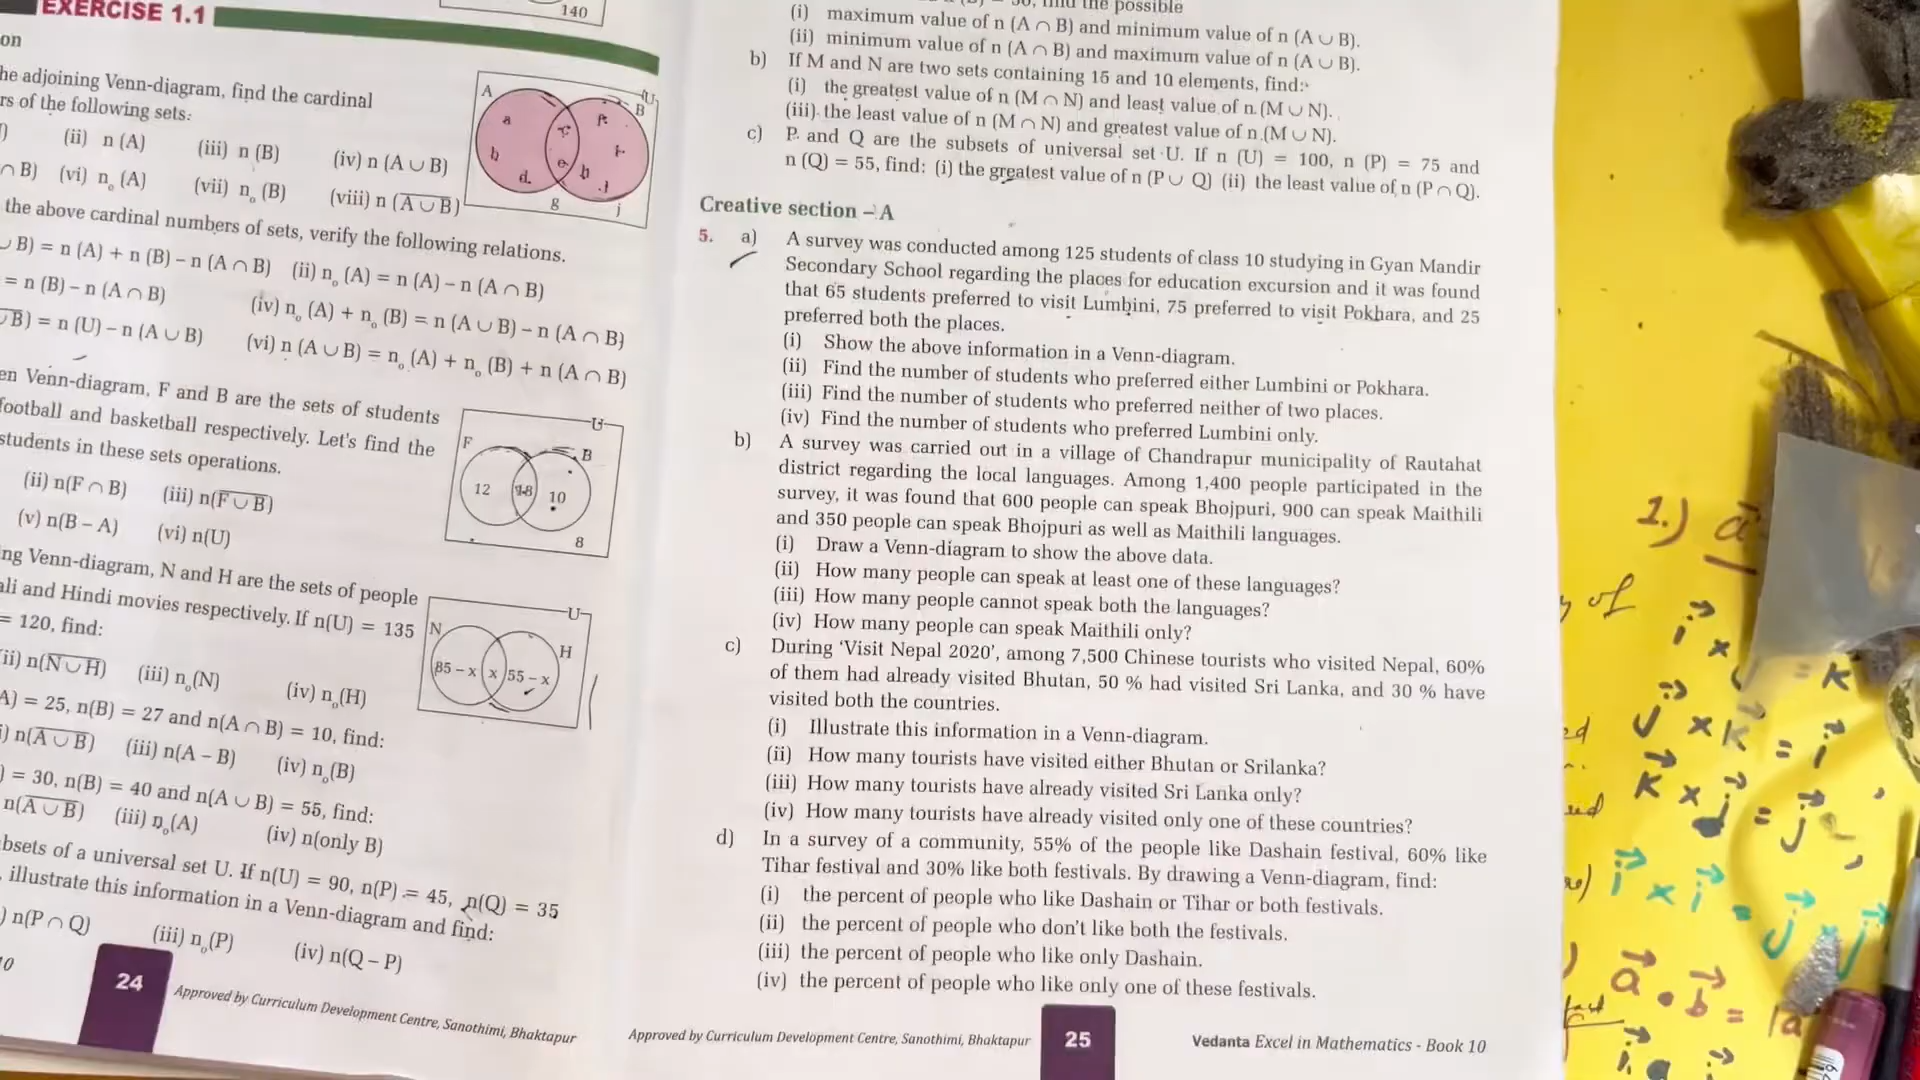 EXERCISE 1.1
on
he adjoining Venn-diagram, find the cardinal
rs of the following sets:
(ii) n (A) (iii) n (B) (iv) n (A ∪ B)
∩ B) (vi) nₒ (A) (vii) nₒ (B) (viii) n (A̅ ∪̅ B̅)
the above cardinal numbers of sets, verify the following relations.
∪ B) = n (A) + n (B) – n (A ∩ B) (ii) nₒ (A) = n (A) – n (A ∩ B)
= n (B) – n (A ∩ B) (iv) nₒ (A) + nₒ (B) = n (A ∪ B) – n (A ∩ B)
∪ B) = n (U) – n (A ∪ B) (vi) n (A ∪ B) = nₒ (A) + nₒ (B) + n (A ∩ B)
A
U
B
a
b
c
d
e
h
g
j
en Venn-diagram, F and B are the sets of students
football and basketball respectively. Let's find the
students in these sets operations.
(ii) n(F ∩ B) (iii) n(F̅ ∪̅ B̅)
(v) n(B – A) (vi) n(U)
U
F
B
12 18 10
8
ng Venn-diagram, N and H are the sets of people
ali and Hindi movies respectively. If n(U) = 135
= 120, find:
ii) n(N̅ ∪̅ H̅) (iii) nₒ(N) (iv) nₒ(H)
U
N
H
85 – x x 55 – x
A) = 25, n(B) = 27 and n(A ∩ B) = 10, find:
i) n(A̅ ∪̅ B̅) (iii) n(A – B) (iv) nₒ(B)
) = 30, n(B) = 40 and n(A ∪ B) = 55, find:
n(A̅ ∪̅ B̅) (iii) nₒ(A) (iv) n(only B)
bsets of a universal set U. If n(U) = 90, n(P) = 45, n(Q) = 35
, illustrate this information in a Venn-diagram and find:
) n(P ∩ Q) (iii) nₒ(P) (iv) n(Q – P)
24
Approved by Curriculum Development Centre, Sanothimi, Bhaktapur
140
the possible
(i) maximum value of n (A ∩ B) and minimum value of n (A ∪ B).
(ii) minimum value of n (A ∩ B) and maximum value of n (A ∪ B).
b) If M and N are two sets containing 15 and 10 elements, find:
(i) the greatest value of n (M ∩ N) and least value of n (M ∪ N).
(iii) the least value of n (M ∩ N) and greatest value of n (M ∪ N).
c) P and Q are the subsets of universal set U. If n (U) = 100, n (P) = 75 and
n (Q) = 55, find: (i) the greatest value of n (P ∪ Q) (ii) the least value of n (P ∩ Q).
Creative section – A
5. a) A survey was conducted among 125 students of class 10 studying in Gyan Mandir
Secondary School regarding the places for education excursion and it was found
that 65 students preferred to visit Lumbini, 75 preferred to visit Pokhara, and 25
preferred both the places.
(i) Show the above information in a Venn-diagram.
(ii) Find the number of students who preferred either Lumbini or Pokhara.
(iii) Find the number of students who preferred neither of two places.
(iv) Find the number of students who preferred Lumbini only.
b) A survey was carried out in a village of Chandrapur municipality of Rautahat
district regarding the local languages. Among 1,400 people participated in the
survey, it was found that 600 people can speak Bhojpuri, 900 can speak Maithili
and 350 people can speak Bhojpuri as well as Maithili languages.
(i) Draw a Venn-diagram to show the above data.
(ii) How many people can speak at least one of these languages?
(iii) How many people cannot speak both the languages?
(iv) How many people can speak Maithili only?
c) During ‘Visit Nepal 2020’, among 7,500 Chinese tourists who visited Nepal, 60%
of them had already visited Bhutan, 50 % had visited Sri Lanka, and 30 % have
visited both the countries.
(i) Illustrate this information in a Venn-diagram.
(ii) How many tourists have visited either Bhutan or Srilanka?
(iii) How many tourists have already visited Sri Lanka only?
(iv) How many tourists have already visited only one of these countries?
d) In a survey of a community, 55% of the people like Dashain festival, 60% like
Tihar festival and 30% like both festivals. By drawing a Venn-diagram, find:
(i) the percent of people who like Dashain or Tihar or both festivals.
(ii) the percent of people who don't like both the festivals.
(iii) the percent of people who like only Dashain.
(iv) the percent of people who like only one of these festivals.
Approved by Curriculum Development Centre, Sanothimi, Bhaktapur
25
Vedanta Excel in Mathematics - Book 10
1.) a⃗
of
i⃗ × = k
j⃗ × k⃗ = i⃗ ,
k⃗ × = j⃗ ,
i⃗ × i⃗ = j⃗ × j⃗
a⃗ . b⃗ = |a
i⃗ .